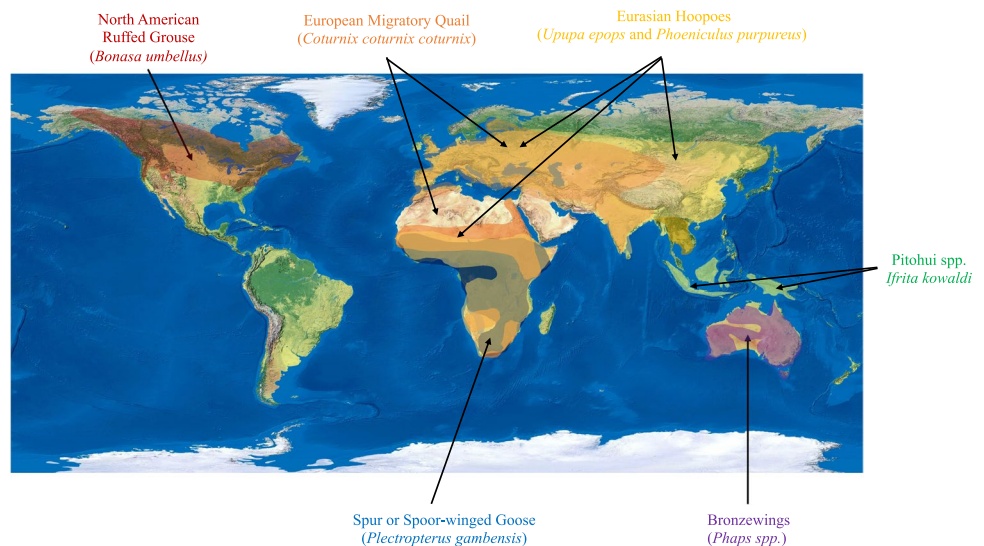 North American
Ruffed Grouse
(Bonasa umbellus)
European Migratory Quail
(Coturnix coturnix coturnix)
Eurasian Hoopoes
(Upupa epops and Phoeniculus purpureus)
Pitohui spp.
Ifrita kowaldi
Spur or Spoor-winged Goose
(Plectropterus gambensis)
Bronzewings
(Phaps spp.)